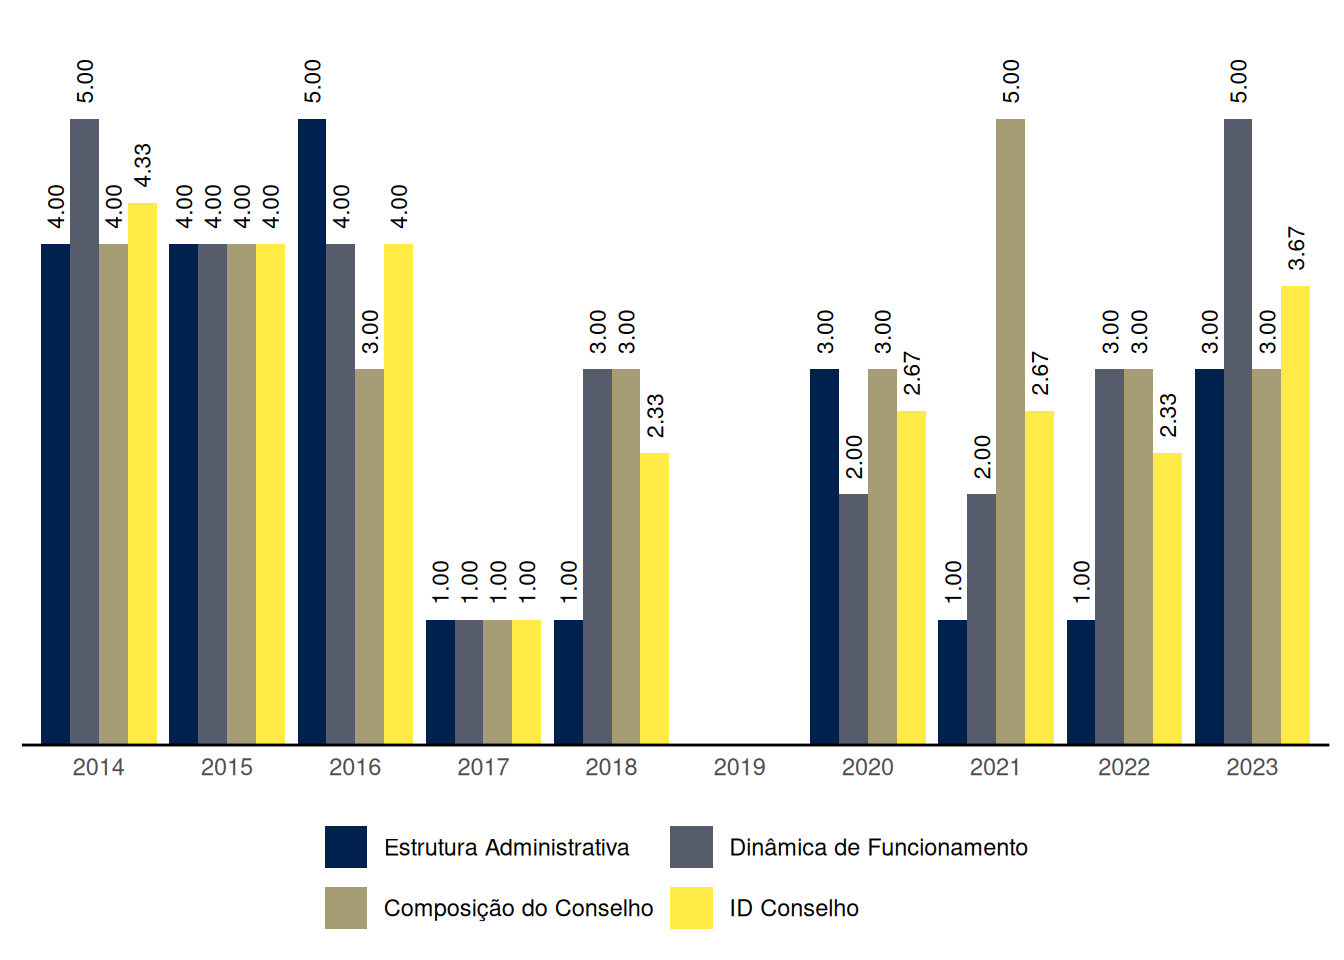 4.00 5.00 4.00 4.33
4.00 4.00 4.00 4.00
5.00 4.00 3.00 4.00
1.00 1.00 1.00 1.00
1.00 3.00 3.00 2.33
3.00 2.00 3.00 2.67
1.00 2.00 5.00 2.67
1.00 3.00 3.00 2.33
3.00 5.00 3.00 3.67
2014 2015 2016 2017 2018 2019 2020 2021 2022 2023
Estrutura Administrativa Dinâmica de Funcionamento
Composição do Conselho ID Conselho